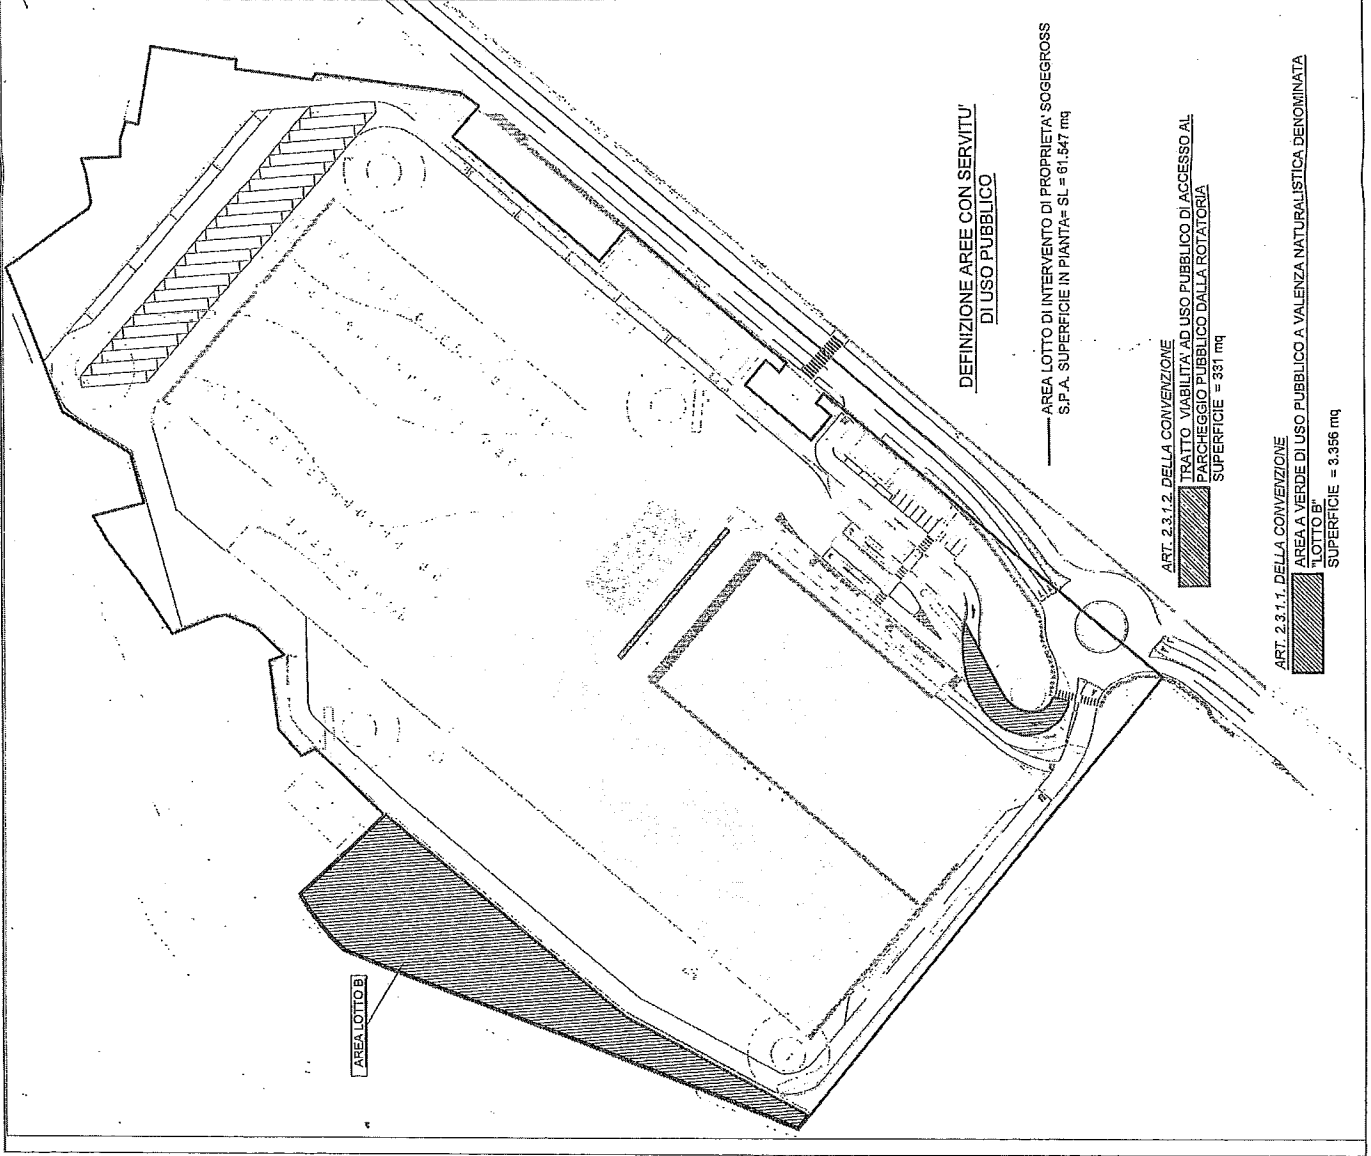 DEFINIZIONE AREE CON SERVITU'
DI USO PUBBLICO
AREA LOTTO DI INTERVENTO DI PROPRIETA' SOGEGROSS
S.P.A. SUPERFICIE IN PIANTA= SL = 61.547 mq
ART. 2.3.1.2. DELLA CONVENZIONE
TRATTO VIABILITA' AD USO PUBBLICO DI ACCESSO AL
PARCHEGGIO PUBBLICO DALLA ROTATORIA
SUPERFICIE = 331 mq
ART. 2.3.1.1. DELLA CONVENZIONE
AREA A VERDE DI USO PUBBLICO A VALENZA NATURALISTICA DENOMINATA
"LOTTO B"
SUPERFICIE = 3.356 mq
AREA LOTTO B